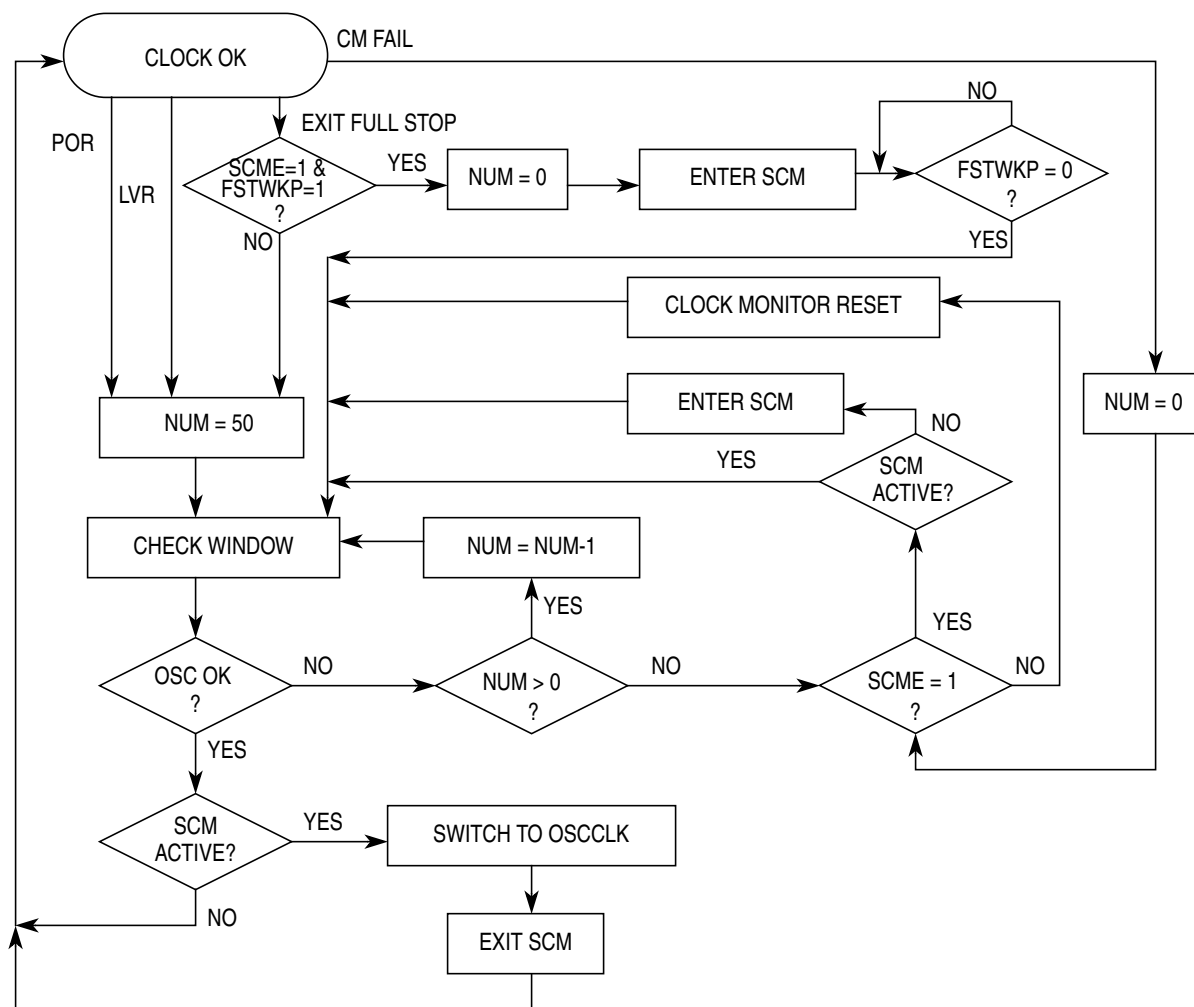 CLOCK OK
CM FAIL
POR
LVR
EXIT FULL STOP
SCME=1 &
FSTWKP=1
?
YES
NO
NUM = 0
ENTER SCM
NO
FSTWKP = 0
?
YES
CLOCK MONITOR RESET
NUM = 50
ENTER SCM
NO
NUM = 0
YES
SCM
ACTIVE?
CHECK WINDOW
NUM = NUM-1
YES
YES
OSC OK
?
NO
NUM > 0
?
NO
SCME = 1
?
NO
YES
SCM
ACTIVE?
YES
NO
SWITCH TO OSCCLK
EXIT SCM